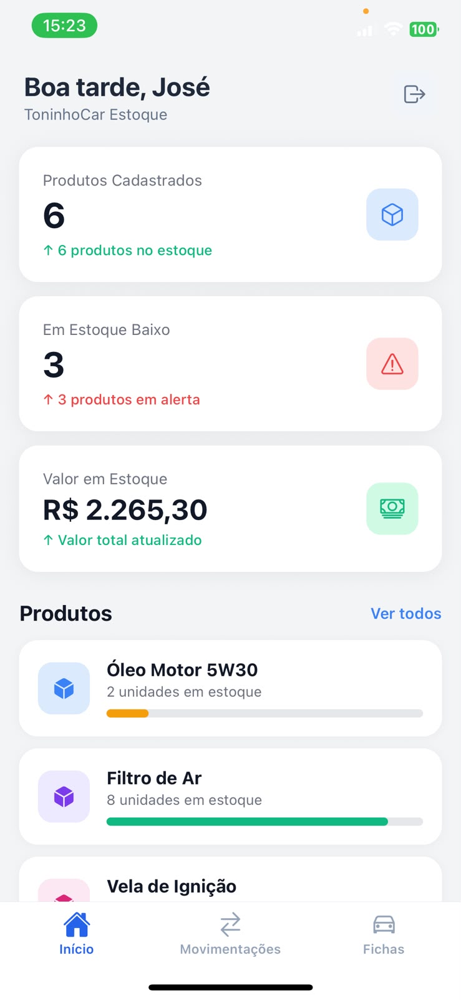 15:23
100
Boa tarde, José
ToninhoCar Estoque
Produtos Cadastrados
6
↑ 6 produtos no estoque
Em Estoque Baixo
3
↑ 3 produtos em alerta
Valor em Estoque
R$ 2.265,30
↑ Valor total atualizado
Produtos
Ver todos
Óleo Motor 5W30
2 unidades em estoque
Filtro de Ar
8 unidades em estoque
Vela de Ignição
Início
Movimentações
Fichas